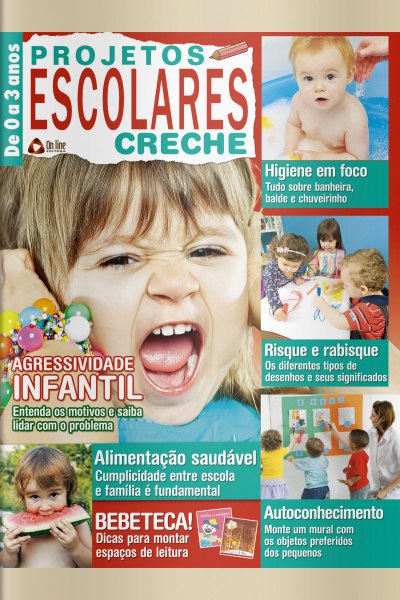 De 0 a 3 anos
PROJETOS
ESCOLARES
CRECHE
On line
EDITORA
Higiene em foco
Tudo sobre banheira,
balde e chuveirinho
Risque e rabisque
Os diferentes tipos de
desenhos e seus significados
AGRESSIVIDADE
INFANTIL
Entenda os motivos e saiba
lidar com o problema
Alimentação saudável
Cumplicidade entre escola
e família é fundamental
BEBETECA!
Dicas para montar
espaços de leitura
Autoconhecimento
Monte um mural com
os objetos preferidos
dos pequenos